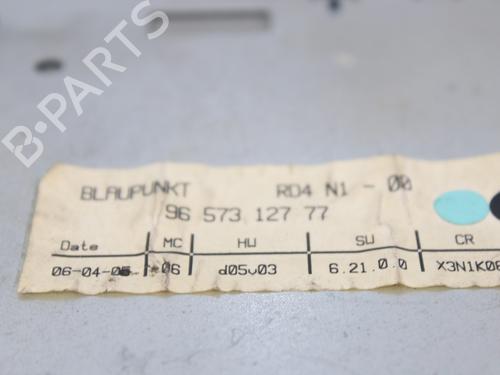 B-PARTS
BLAUPUNKT RD4 N1 - 00
96 573 127 77
Date MC HW SW CR
06-04-05 06 d05v03 6.21.0.0 X3N1K06